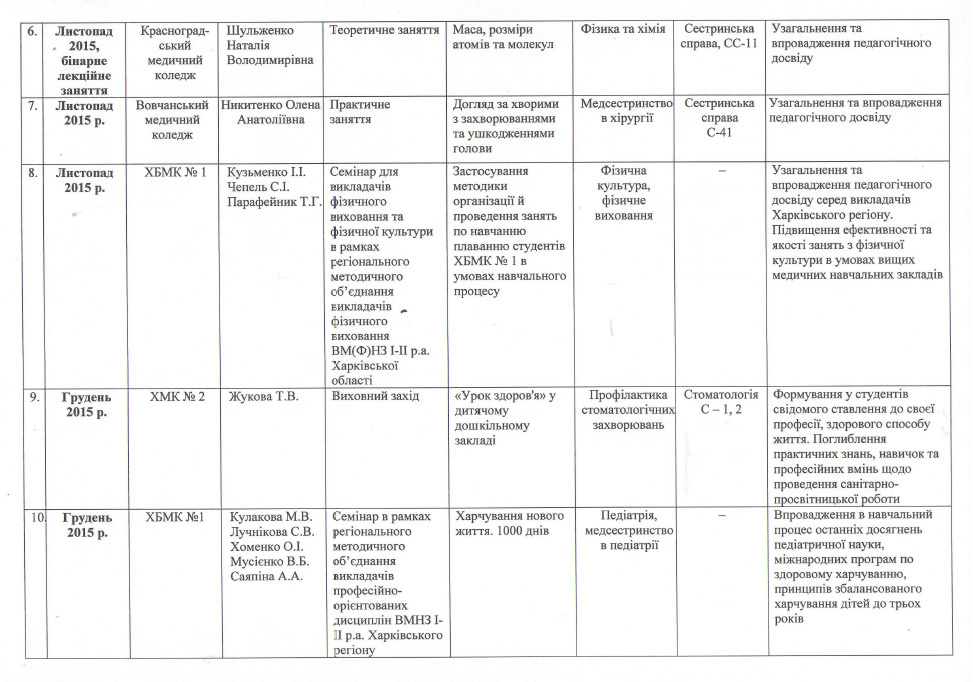 6.
Листопад
2015,
бінарне
лекційне
заняття
Красноград-
ський
медичний
коледж
Шульженко
Наталія
Володимирівна
Теоретичне заняття
Маса, розміри
атомів та молекул
Фізика та хімія
Сестринська
справа, СС-11
Узагальнення та
впровадження педагогічного
досвіду
7.
Листопад
2015 р.
Вовчанський
медичний
коледж
Никитенко Олена
Анатоліївна
Практичне
заняття
Догляд за хворими
з захворюваннями
та ушкодженнями
голови
Медсестринство
в хірургії
Сестринська
справа
С-41
Узагальнення та впровадження
педагогічного досвіду
8.
Листопад
2015 р.
ХБМК № 1
Кузьменко І.І.
Чепель С.І.
Парафейник Т.Г.
Семінар для
викладачів
фізичного
виховання та
фізичної культури
в рамках
регіонального
методичного
об’єднання
викладачів
фізичного
виховання
ВМ(Ф)НЗ І-ІІ р.а.
Харківської
області
Застосування
методики
організації й
проведення занять
по навчанню
плаванню студентів
ХБМК № 1 в
умовах навчального
процесу
Фізична
культура,
фізичне
виховання
–
Узагальнення та
впровадження педагогічного
досвіду серед викладачів
Харківського регіону.
Підвищення ефективності та
якості занять з фізичної
культури в умовах вищих
медичних навчальних закладів
9.
Грудень
2015 р.
ХМК № 2
Жукова Т.В.
Виховний захід
«Урок здоров'я» у
дитячому
дошкільному
закладі
Профілактика
стоматологічних
захворювань
Стоматологія
С – 1, 2
Формування у студентів
свідомого ставлення до своєї
професії, здорового способу
життя. Поглиблення
практичних знань, навичок та
професійних вмінь щодо
проведення санітарно-
просвітницької роботи
10.
Грудень
2015 р.
ХБМК №1
Кулакова М.В.
Лучнікова С.В.
Хоменко О.І.
Мусієнко В.Б.
Саяпіна А.А.
Семінар в рамках
регіонального
методичного
об’єднання
викладачів
професійно-
орієнтованих
дисциплін ВМНЗ І-
ІІ р.а. Харківського
регіону
Харчування нового
життя. 1000 днів
Педіатрія,
медсестринство
в педіатрії
–
Впровадження в навчальний
процес останніх досягнень
педіатричної науки,
міжнародних програм по
здоровому харчуванню,
принципів збалансованого
харчування дітей до трьох
років